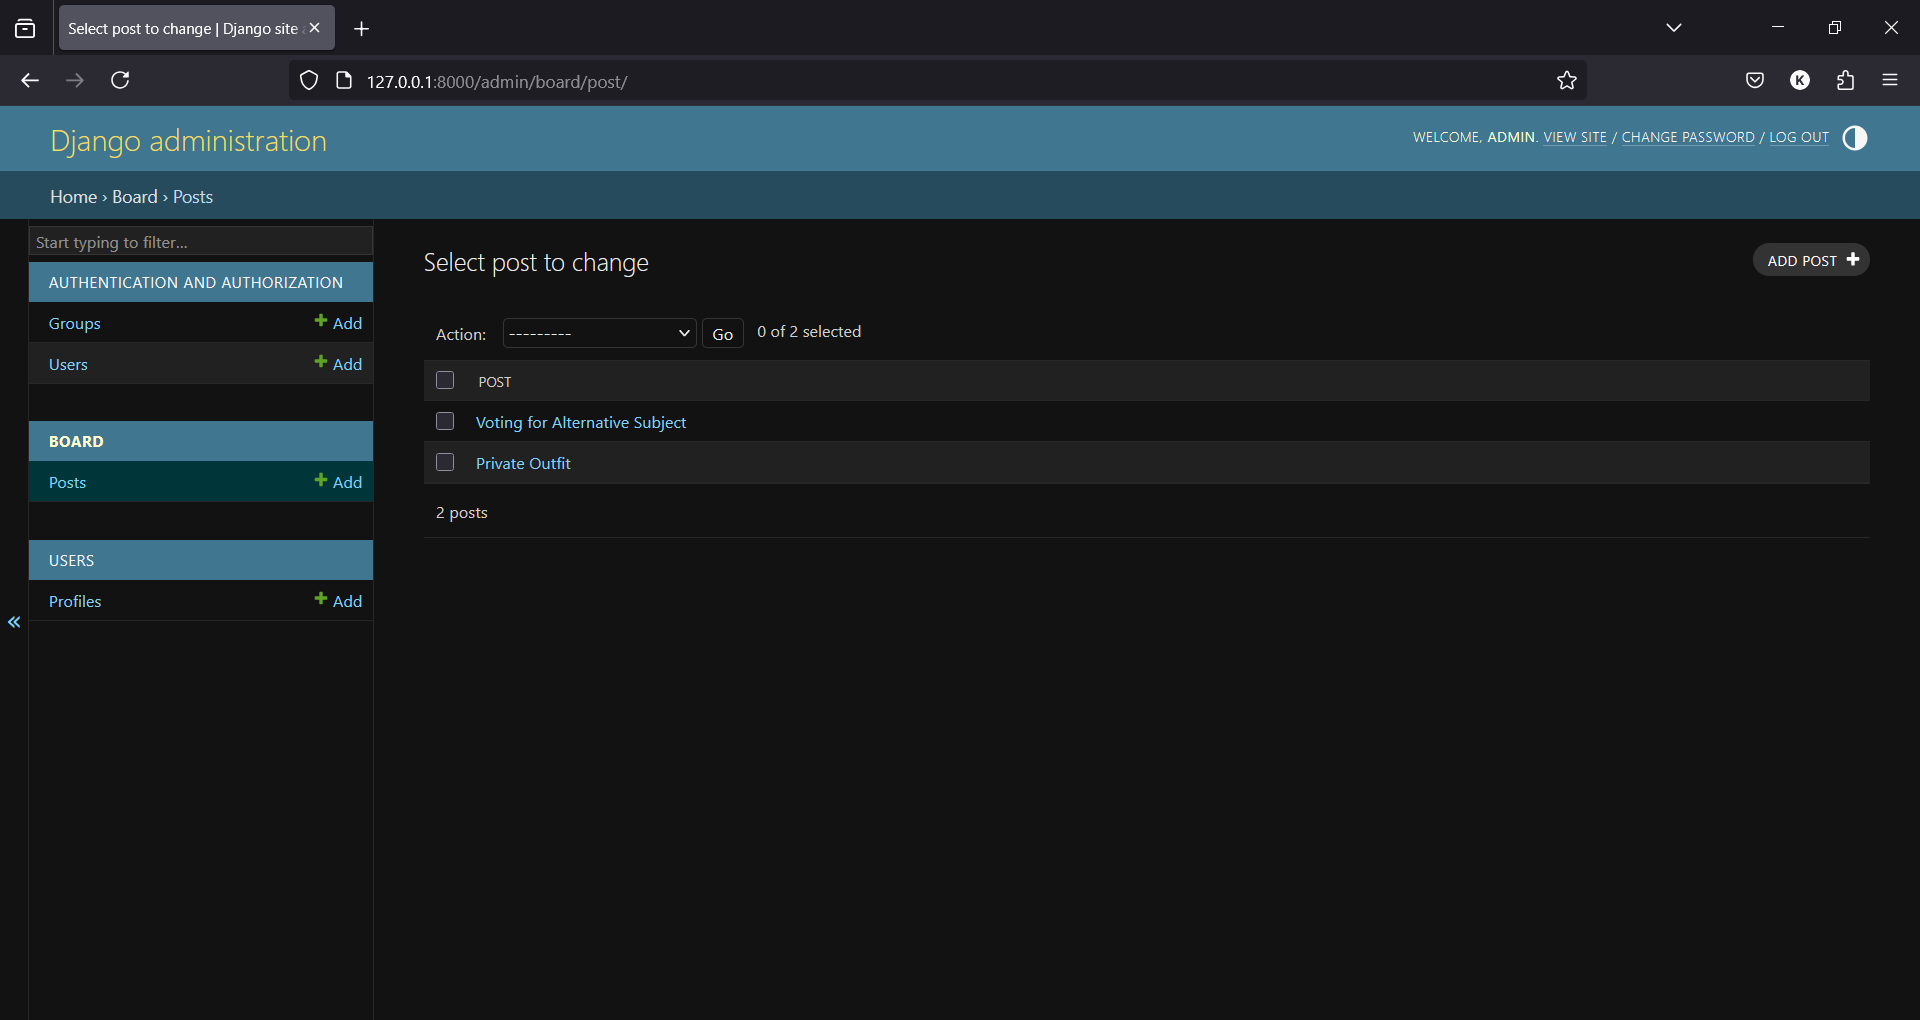 Select post to change | Django site
127.0.0.1:8000/admin/board/post/
K
Django administration
WELCOME, ADMIN. VIEW SITE / CHANGE PASSWORD / LOG OUT
Home › Board › Posts
Start typing to filter...
AUTHENTICATION AND AUTHORIZATION
Groups + Add
Users + Add
BOARD
Posts + Add
USERS
Profiles + Add
«
Select post to change
ADD POST +
Action: --------- Go 0 of 2 selected
POST
Voting for Alternative Subject
Private Outfit
2 posts